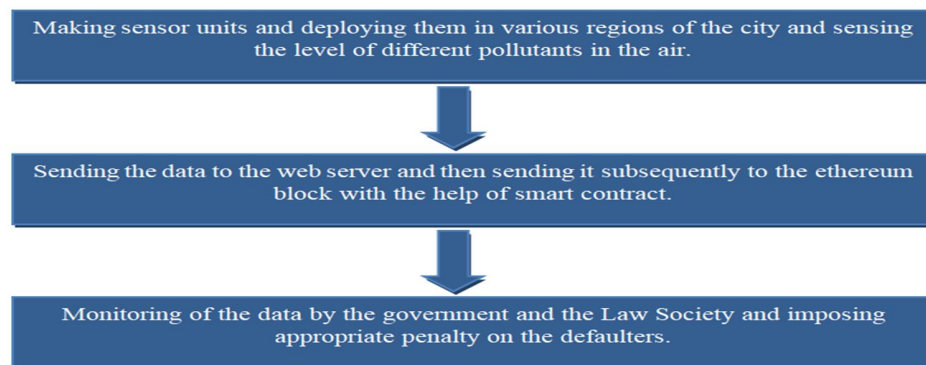 Making sensor units and deploying them in various regions of the city and sensing
the level of different pollutants in the air.
Sending the data to the web server and then sending it subsequently to the ethereum
block with the help of smart contract.
Monitoring of the data by the government and the Law Society and imposing
appropriate penalty on the defaulters.